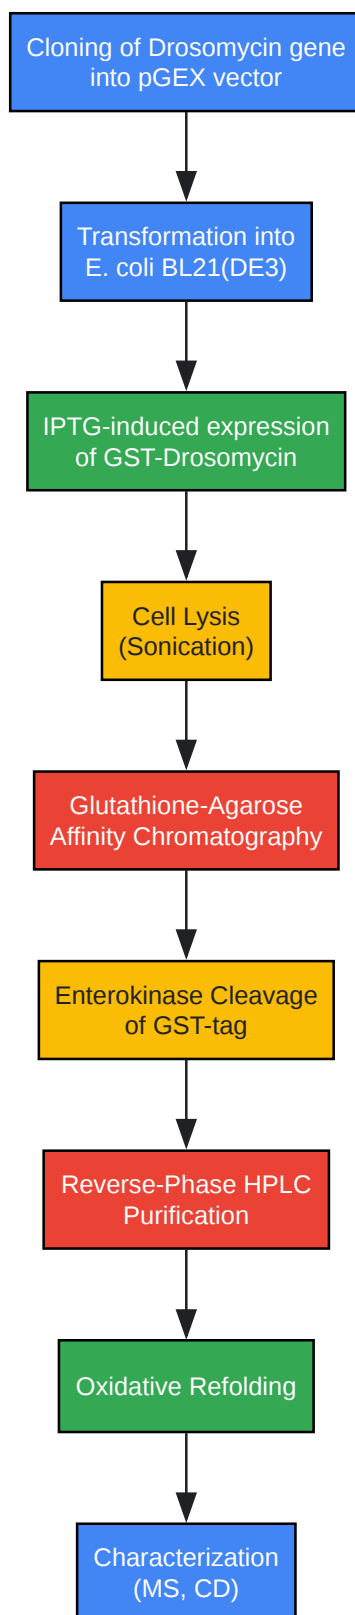 Cloning of Drosomycin gene
into pGEX vector
Transformation into
E. coli BL21(DE3)
IPTG-induced expression
of GST-Drosomycin
Cell Lysis
(Sonication)
Glutathione-Agarose
Affinity Chromatography
Enterokinase Cleavage
of GST-tag
Reverse-Phase HPLC
Purification
Oxidative Refolding
Characterization
(MS, CD)